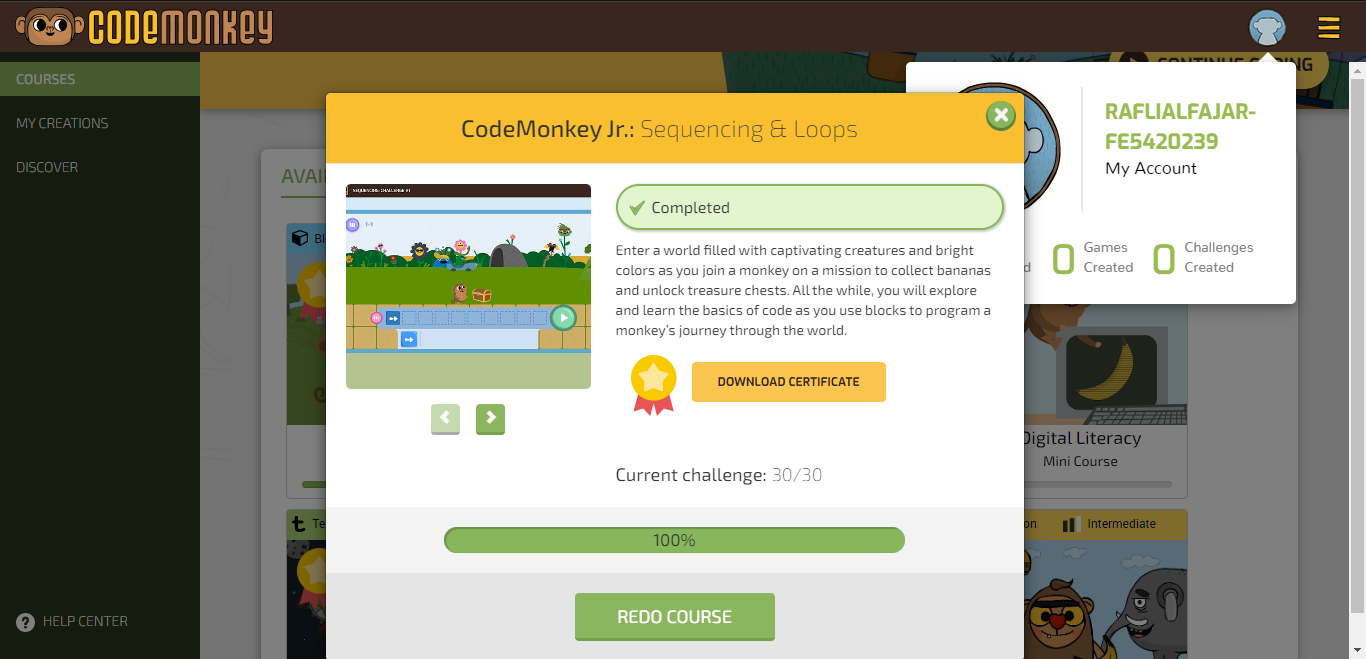 CODEMONKEY
COURSES
MY CREATIONS
DISCOVER
HELP CENTER
RAFLIALFAJAR-
FE5420239
My Account
0 Games
Created
0 Challenges
Created
CodeMonkey Jr.: Sequencing & Loops
SEQUENCING CHALLENGE #1
1-1
Completed
Enter a world filled with captivating creatures and bright
colors as you join a monkey on a mission to collect bananas
and unlock treasure chests. All the while, you will explore
and learn the basics of code as you use blocks to program a
monkey's journey through the world.
DOWNLOAD CERTIFICATE
Current challenge: 30/30
100%
REDO COURSE
Digital Literacy
Mini Course
Intermediate